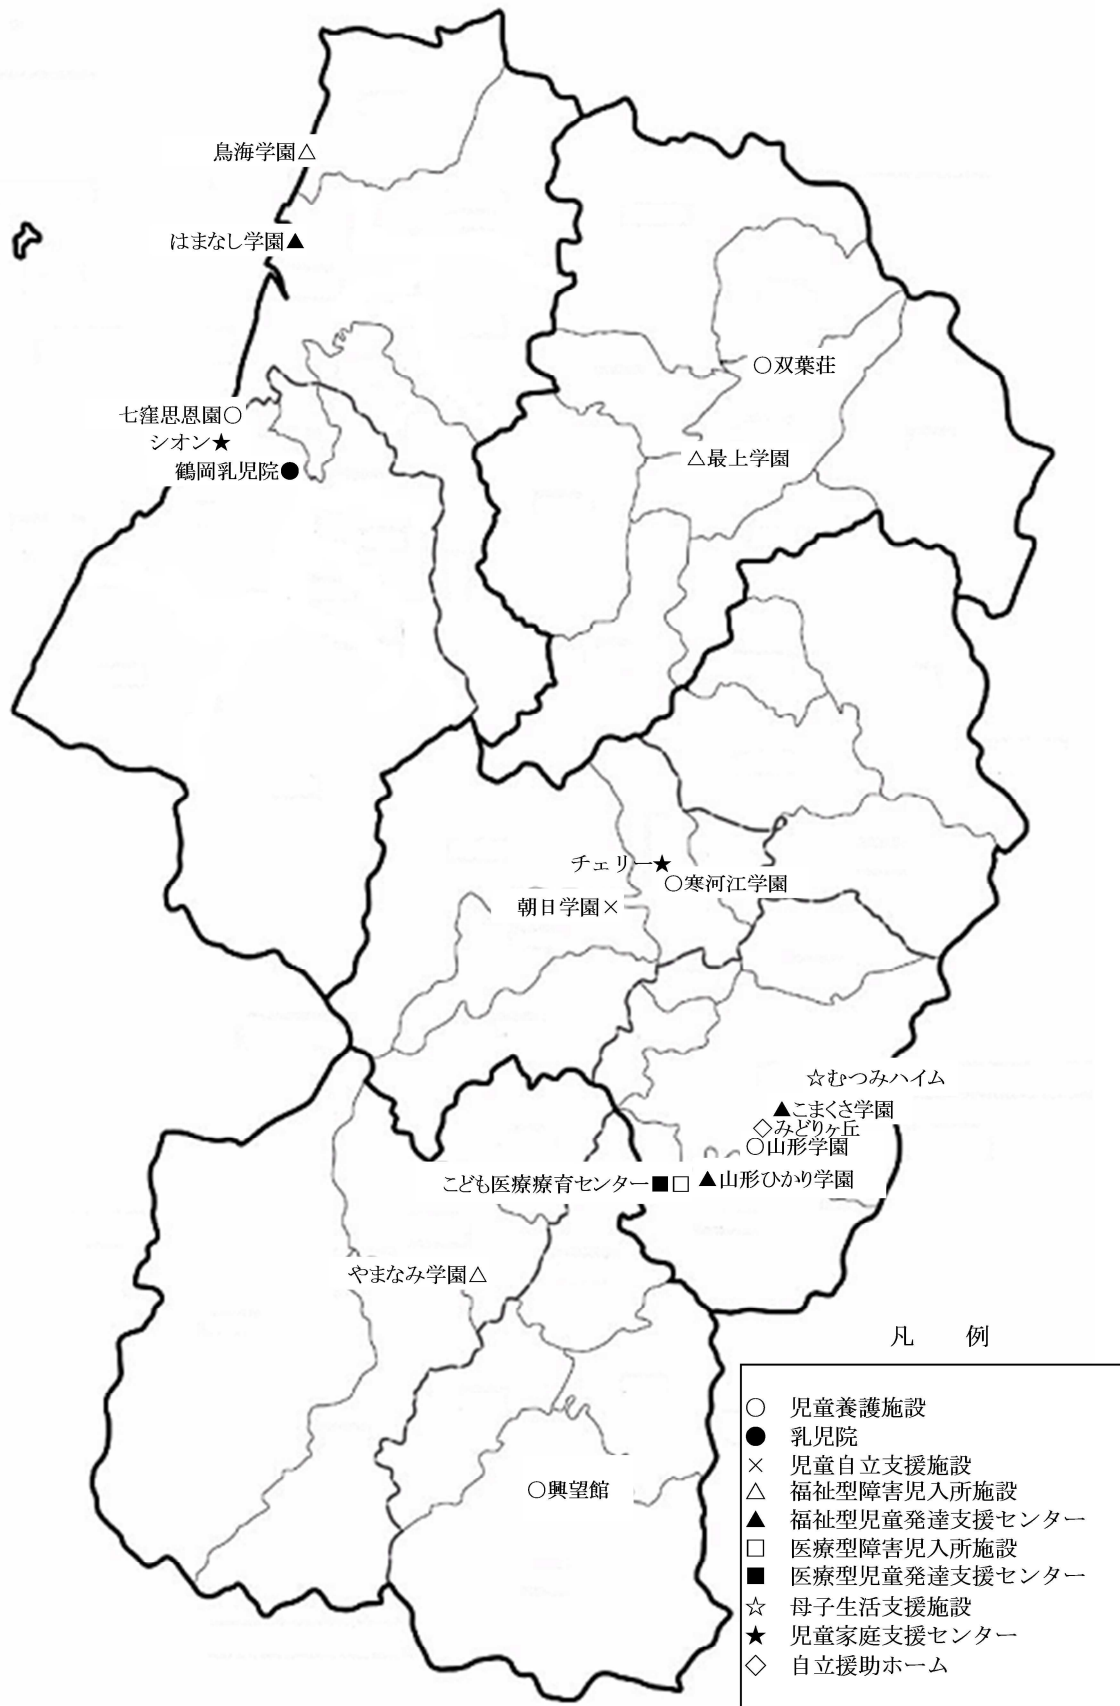 鳥海学園△
はまなし学園▲
七窪思恩園○
シオン★
鶴岡乳児院●
○双葉荘
△最上学園
チェリー★
○寒河江学園
朝日学園×
☆むつみハイム
▲こまくさ学園
◇みどりヶ丘
○山形学園
こども医療療育センター■□
▲山形ひかり学園
やまなみ学園△
○興望館
凡　例
○ 児童養護施設
● 乳児院
× 児童自立支援施設
△ 福祉型障害児入所施設
▲ 福祉型児童発達支援センター
□ 医療型障害児入所施設
■ 医療型児童発達支援センター
☆ 母子生活支援施設
★ 児童家庭支援センター
◇ 自立援助ホーム